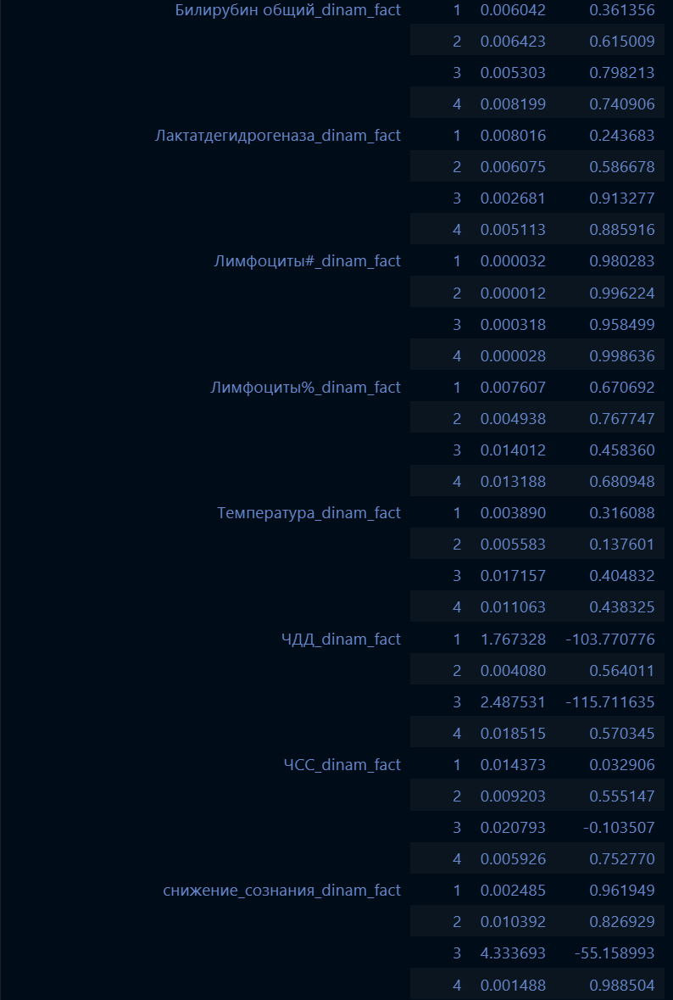 Билирубин общий_dinam_fact 1 0.006042 0.361356
2 0.006423 0.615009
3 0.005303 0.798213
4 0.008199 0.740906
Лактатдегидрогеназа_dinam_fact 1 0.008016 0.243683
2 0.006075 0.586678
3 0.002681 0.913277
4 0.005113 0.885916
Лимфоциты#_dinam_fact 1 0.000032 0.980283
2 0.000012 0.996224
3 0.000318 0.958499
4 0.000028 0.998636
Лимфоциты%_dinam_fact 1 0.007607 0.670692
2 0.004938 0.767747
3 0.014012 0.458360
4 0.013188 0.680948
Температура_dinam_fact 1 0.003890 0.316088
2 0.005583 0.137601
3 0.017157 0.404832
4 0.011063 0.438325
ЧДД_dinam_fact 1 1.767328 -103.770776
2 0.004080 0.564011
3 2.487531 -115.711635
4 0.018515 0.570345
ЧСС_dinam_fact 1 0.014373 0.032906
2 0.009203 0.555147
3 0.020793 -0.103507
4 0.005926 0.752770
снижение_сознания_dinam_fact 1 0.002485 0.961949
2 0.010392 0.826929
3 4.333693 -55.158993
4 0.001488 0.988504